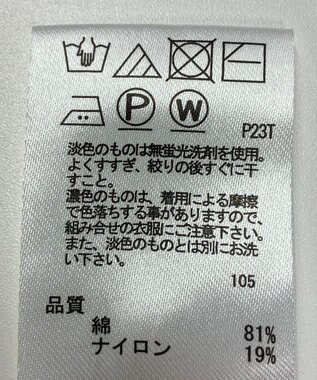 P W P23T
淡色のものは無蛍光洗剤を使用。
よくすすぎ、絞りの後すぐに干
すこと。
濃色のものは、着用による摩擦
で色落ちする事がありますので、
組み合せの衣服にご注意下さい。
また、淡色のものとは別にお洗
い下さい。
105
品質
綿 81%
ナイロン 19%